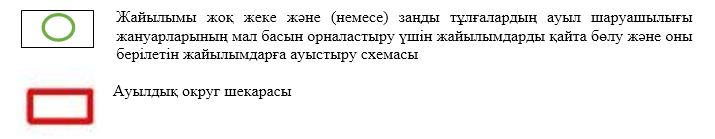 Жайылымы жоқ жеке және (немесе) заңды тұлғалардың ауыл шаруашылығы
жануарларының мал басын орналастыру үшін жайылымдарды қайта бөлу және оны
берілетін жайылымдарға ауыстыру схемасы
Ауылдық округ шекарасы